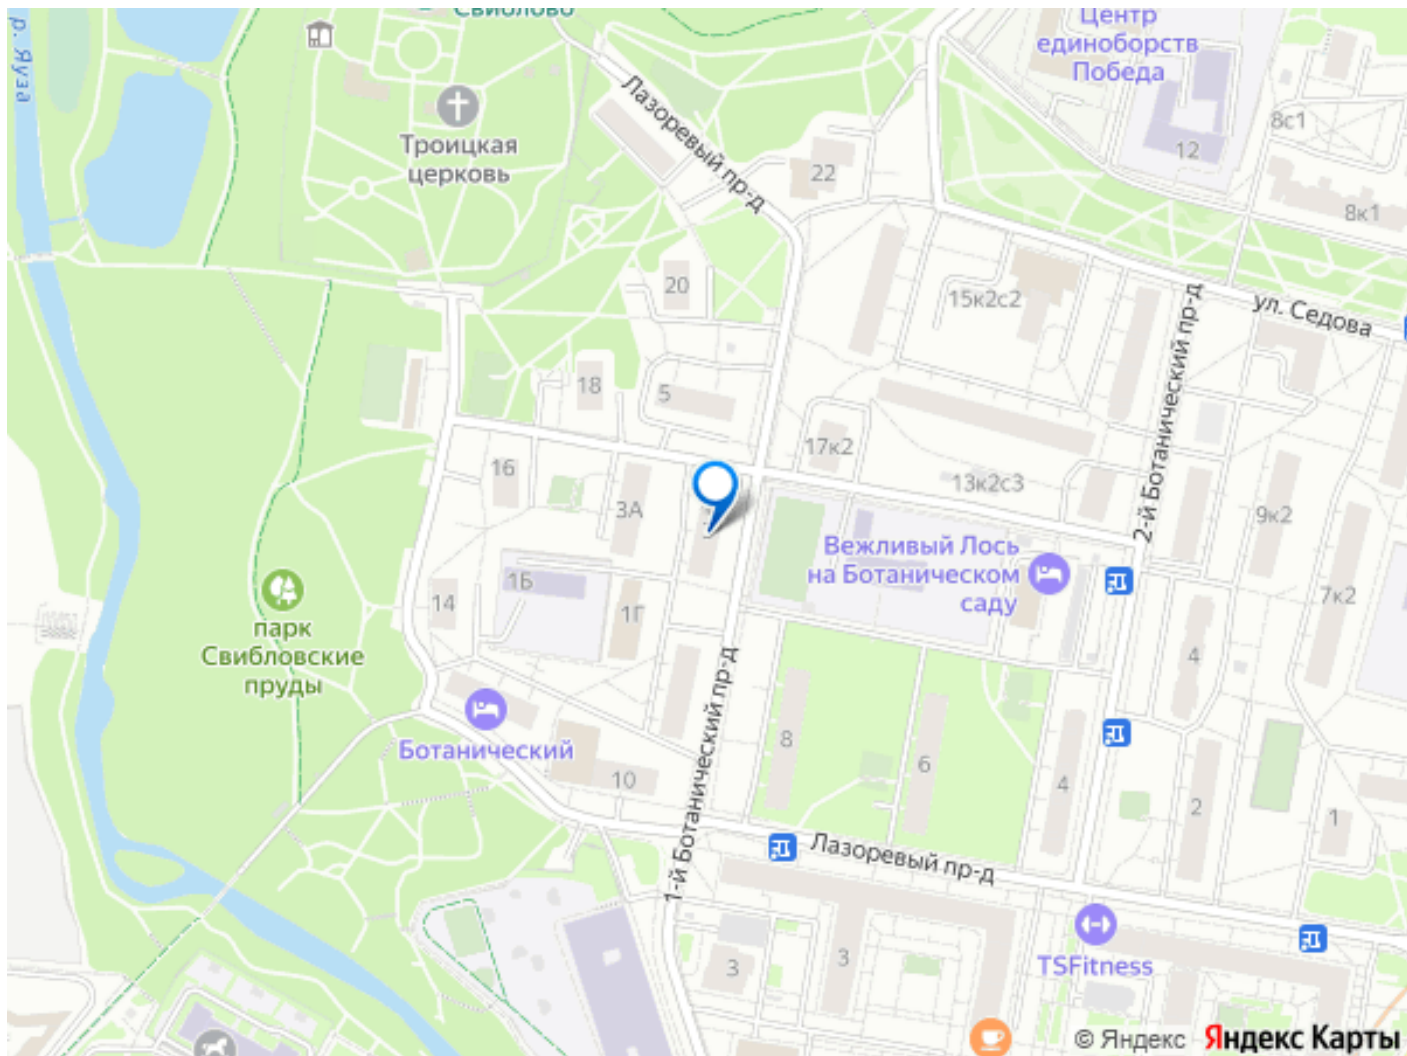 Свиблово
Центр
единоборств
Победа
р. Яуза
Лазоревый пр-д
8с1
12
Троицкая
церковь
22
8к1
20
15к2с2
ул. Седова
2-й Ботанический пр-д
18
5
17к2
16
13к2с3
3А
9к2
Вежливый Лось
на Ботаническом
саду
1Б
14
1Г
7к2
парк
Свибловские
пруды
4
1-й Ботанический пр-д
Ботанический
8
6
10
4
2
1
Лазоревый пр-д
3
3
TSFitness
© Яндекс Яндекс Карты